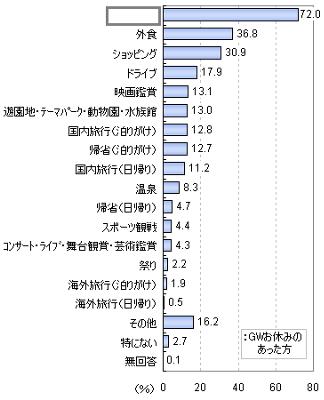 72.0
外食 36.8
ショッピング 30.9
ドライブ 17.9
映画鑑賞 13.1
遊園地・テーマパーク・動物園・水族館 13.0
国内旅行(泊りがけ) 12.8
帰省(泊りがけ) 12.7
国内旅行(日帰り) 11.2
温泉 8.3
帰省(日帰り) 4.7
スポーツ観戦 4.4
コンサート・ライブ・舞台観賞・芸術鑑賞 4.3
祭り 2.2
海外旅行(泊りがけ) 1.9
海外旅行(日帰り) 0.5
その他 16.2
特にない 2.7
無回答 0.1
:GWお休みの
あった方
(%) 0 20 40 60 80